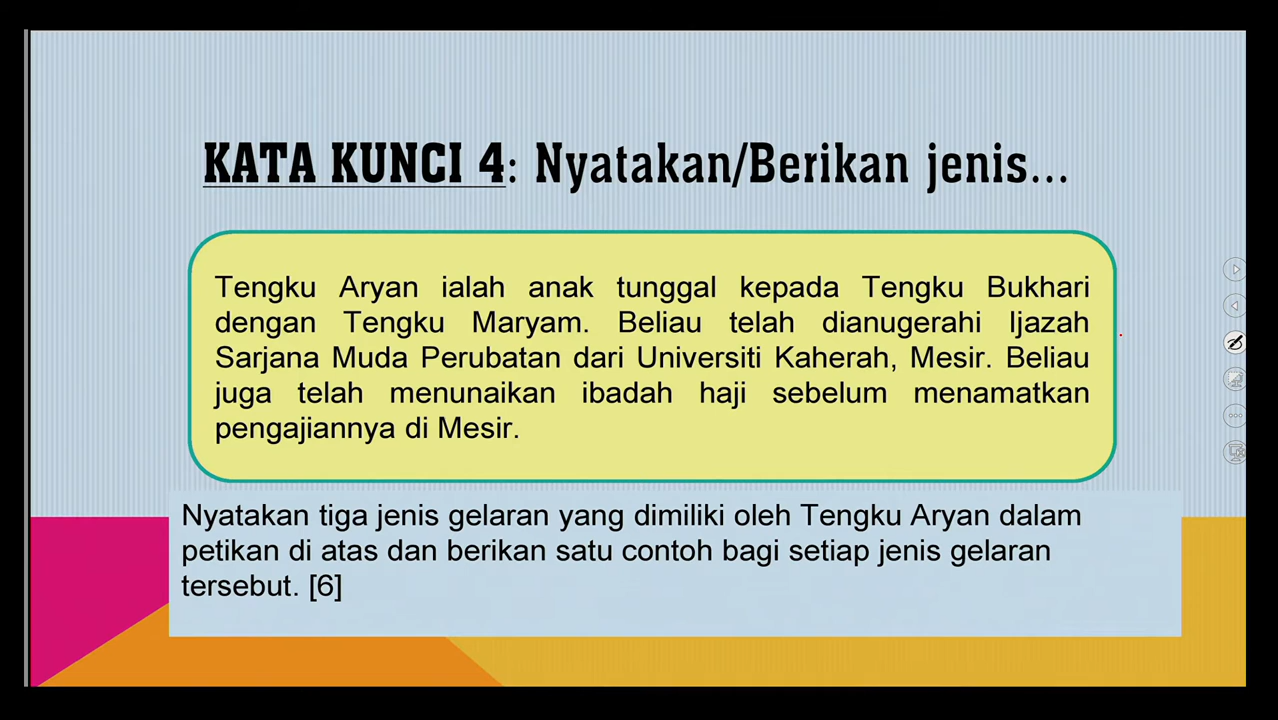 KATA KUNCI 4: Nyatakan/Berikan jenis...
Tengku Aryan ialah anak tunggal kepada Tengku Bukhari
dengan Tengku Maryam. Beliau telah dianugerahi Ijazah
Sarjana Muda Perubatan dari Universiti Kaherah, Mesir. Beliau
juga telah menunaikan ibadah haji sebelum menamatkan
pengajiannya di Mesir.
Nyatakan tiga jenis gelaran yang dimiliki oleh Tengku Aryan dalam
petikan di atas dan berikan satu contoh bagi setiap jenis gelaran
tersebut. [6]